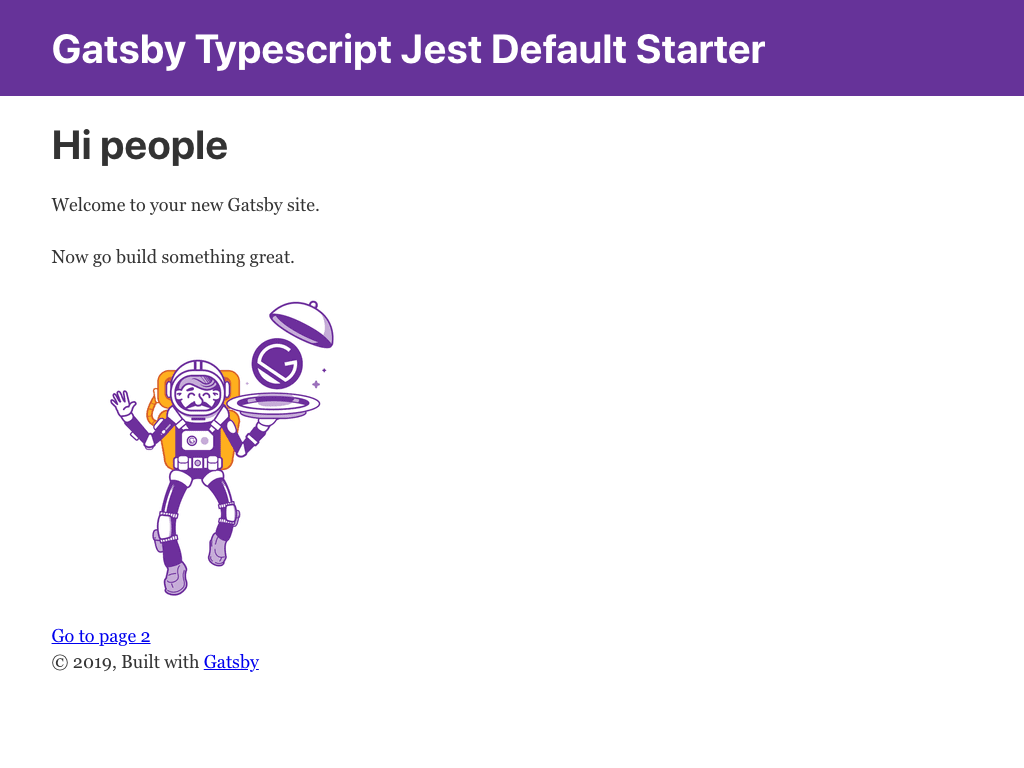 Gatsby Typescript Jest Default Starter
Hi people
Welcome to your new Gatsby site.
Now go build something great.
Go to page 2
© 2019, Built with Gatsby